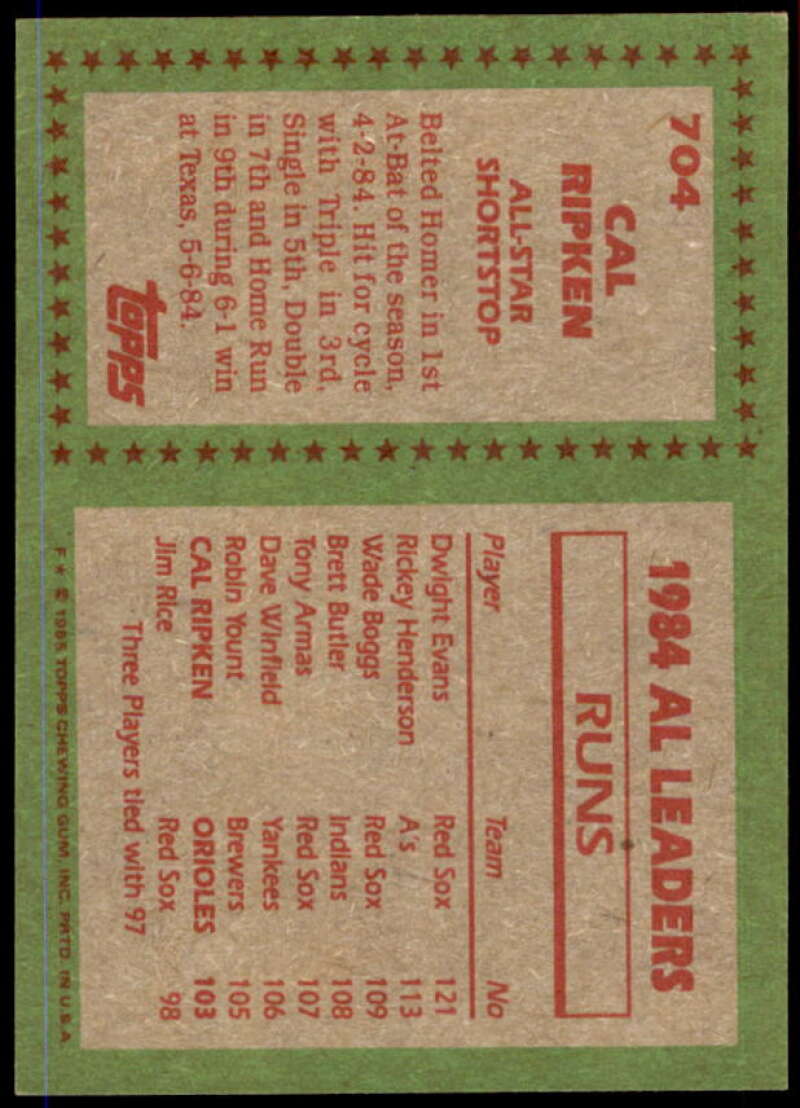 704
CAL
RIPKEN
ALL-STAR
SHORTSTOP
Belted Homer in 1st
At-Bat of the season,
4-2-84. Hit for cycle
with Triple in 3rd,
Single in 5th, Double
in 7th and Home Run
in 9th during 6-1 win
at Texas, 5-6-84.
TOPPS
1984 AL LEADERS
RUNS
Player Team No
Dwight Evans Red Sox 121
Rickey Henderson A's 113
Wade Boggs Red Sox 109
Brett Butler Indians 108
Tony Armas Red Sox 107
Dave Winfield Yankees 106
Robin Yount Brewers 105
CAL RIPKEN ORIOLES 103
Jim Rice Red Sox 98
Three Players tied with 97
F★ © 1985 TOPPS CHEWING GUM, INC. PRTD. IN U.S.A.